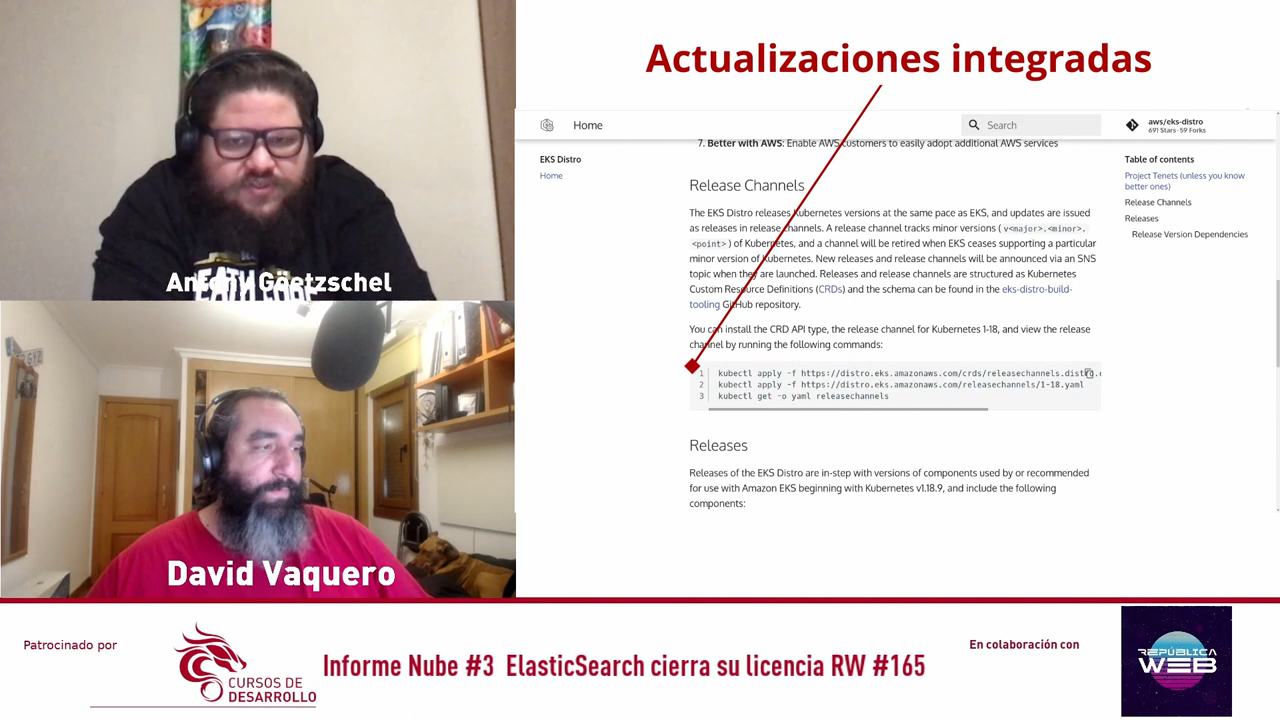 Antony Göetzschel
David Vaquero
Actualizaciones integradas
Home
Search
aws/eks-distro
691 Stars · 59 Forks
EKS Distro
Home
7. Better with AWS: Enable AWS customers to easily adopt additional AWS services
Release Channels
The EKS Distro releases Kubernetes versions at the same pace as EKS, and updates are issued
as releases in release channels. A release channel tracks minor versions ( v<major>.<minor>.
<point> ) of Kubernetes, and a channel will be retired when EKS ceases supporting a particular
minor version of Kubernetes. New releases and release channels will be announced via an SNS
topic when they are launched. Releases and release channels are structured as Kubernetes
Custom Resource Definitions (CRDs) and the schema can be found in the eks-distro-build-
tooling GitHub repository.
You can install the CRD API type, the release channel for Kubernetes 1-18, and view the release
channel by running the following commands:
1 kubectl apply -f https://distro.eks.amazonaws.com/crds/releasechannels.distro.
2 kubectl apply -f https://distro.eks.amazonaws.com/releasechannels/1-18.yaml
3 kubectl get -o yaml releasechannels
Releases
Releases of the EKS Distro are in-step with versions of components used by or recommended
for use with Amazon EKS beginning with Kubernetes v1.18.9, and include the following
components:
Table of contents
Project Tenets (unless you know
better ones)
Release Channels
Releases
Release Version Dependencies
Patrocinado por
CURSOS DE
DESARROLLO
Informe Nube #3 ElasticSearch cierra su licencia RW #165
En colaboración con
REPÚBLICA
WEB